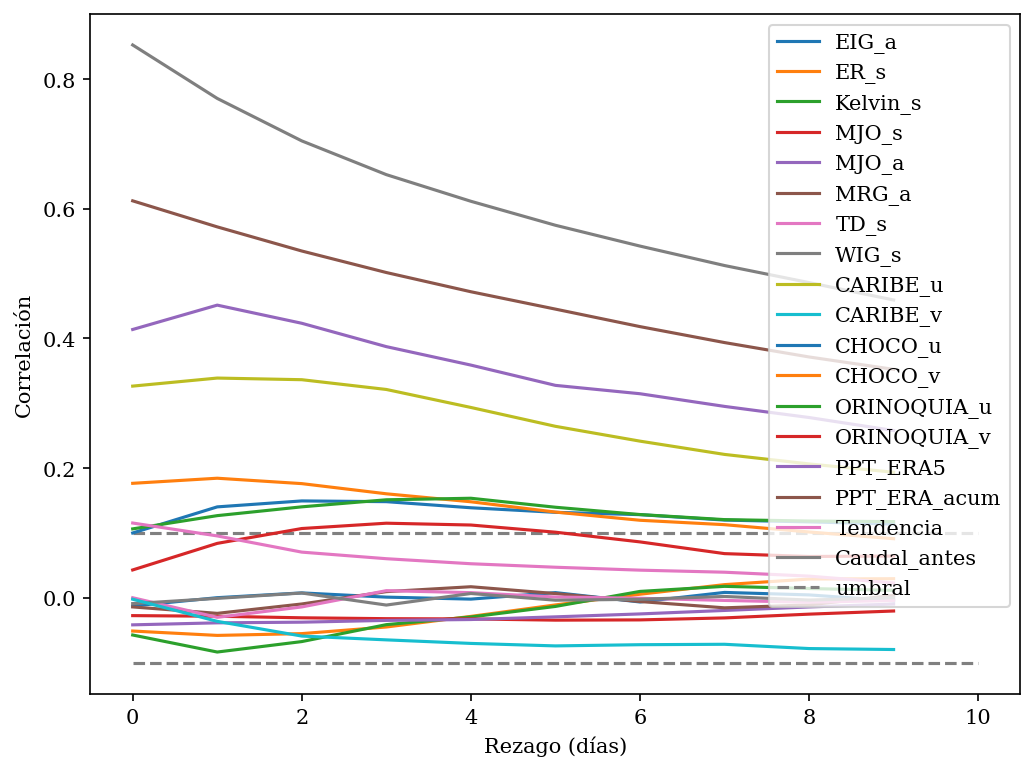 EIG_a
ER_s
Kelvin_s
MJO_s
MJO_a
MRG_a
TD_s
WIG_s
CARIBE_u
CARIBE_v
CHOCO_u
CHOCO_v
ORINOQUIA_u
ORINOQUIA_v
PPT_ERA5
PPT_ERA_acum
Tendencia
Caudal_antes
umbral
Correlación
0.8
0.6
0.4
0.2
0.0
0 2 4 6 8 10
Rezago (días)